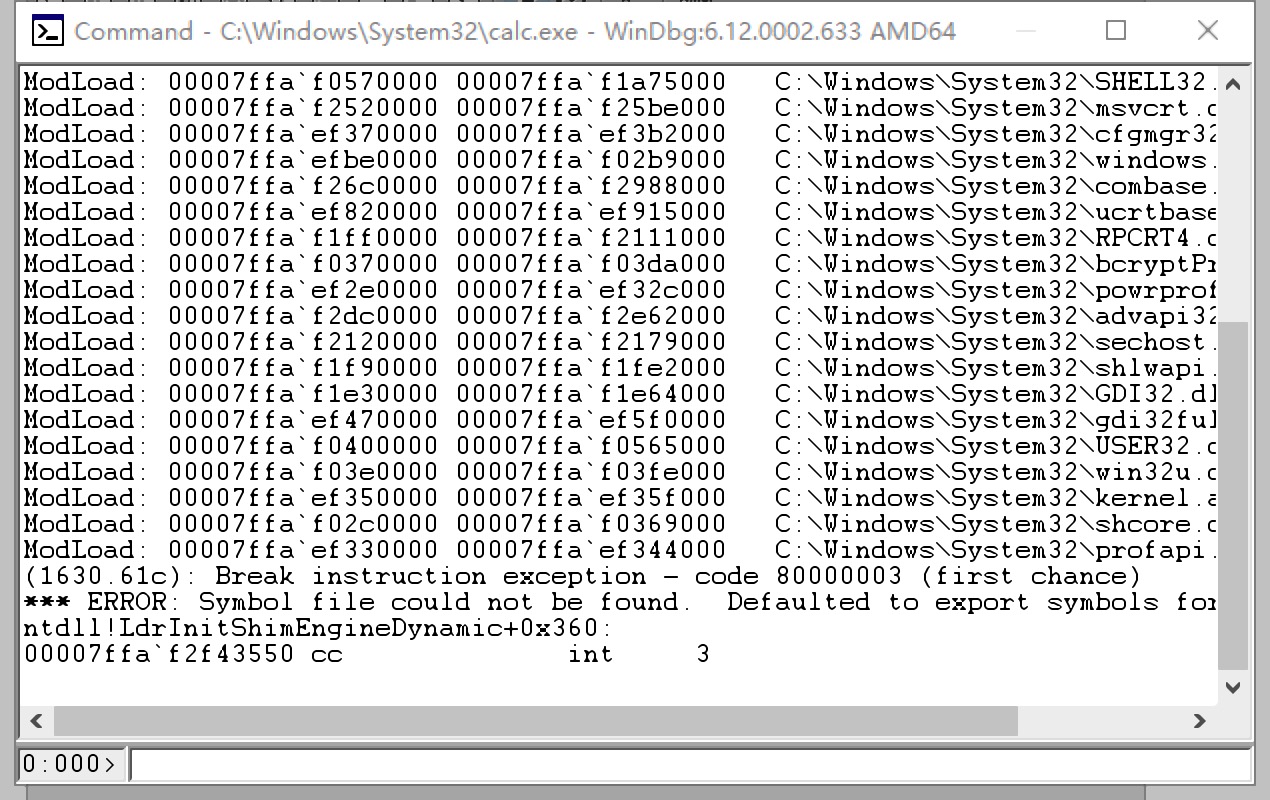 Command - C:\Windows\System32\calc.exe - WinDbg:6.12.0002.633 AMD64
ModLoad: 00007ffa`f0570000 00007ffa`f1a75000   C:\Windows\System32\SHELL32.
ModLoad: 00007ffa`f2520000 00007ffa`f25be000   C:\Windows\System32\msvcrt.d
ModLoad: 00007ffa`ef370000 00007ffa`ef3b2000   C:\Windows\System32\cfgmgr32
ModLoad: 00007ffa`efbe0000 00007ffa`f02b9000   C:\Windows\System32\windows.
ModLoad: 00007ffa`f26c0000 00007ffa`f2988000   C:\Windows\System32\combase.
ModLoad: 00007ffa`ef820000 00007ffa`ef915000   C:\Windows\System32\ucrtbase
ModLoad: 00007ffa`f1ff0000 00007ffa`f2111000   C:\Windows\System32\RPCRT4.d
ModLoad: 00007ffa`f0370000 00007ffa`f03da000   C:\Windows\System32\bcryptPr
ModLoad: 00007ffa`ef2e0000 00007ffa`ef32c000   C:\Windows\System32\powrprof
ModLoad: 00007ffa`f2dc0000 00007ffa`f2e62000   C:\Windows\System32\advapi32
ModLoad: 00007ffa`f2120000 00007ffa`f2179000   C:\Windows\System32\sechost.
ModLoad: 00007ffa`f1f90000 00007ffa`f1fe2000   C:\Windows\System32\shlwapi.
ModLoad: 00007ffa`f1e30000 00007ffa`f1e64000   C:\Windows\System32\GDI32.dl
ModLoad: 00007ffa`ef470000 00007ffa`ef5f0000   C:\Windows\System32\gdi32ful
ModLoad: 00007ffa`f0400000 00007ffa`f0565000   C:\Windows\System32\USER32.d
ModLoad: 00007ffa`f03e0000 00007ffa`f03fe000   C:\Windows\System32\win32u.d
ModLoad: 00007ffa`ef350000 00007ffa`ef35f000   C:\Windows\System32\kernel.a
ModLoad: 00007ffa`f02c0000 00007ffa`f0369000   C:\Windows\System32\shcore.d
ModLoad: 00007ffa`ef330000 00007ffa`ef344000   C:\Windows\System32\profapi.
(1630.61c): Break instruction exception - code 80000003 (first chance)
*** ERROR: Symbol file could not be found.  Defaulted to export symbols for
ntdll!LdrInitShimEngineDynamic+0x360:
00007ffa`f2f43550 cc              int     3
0:000>